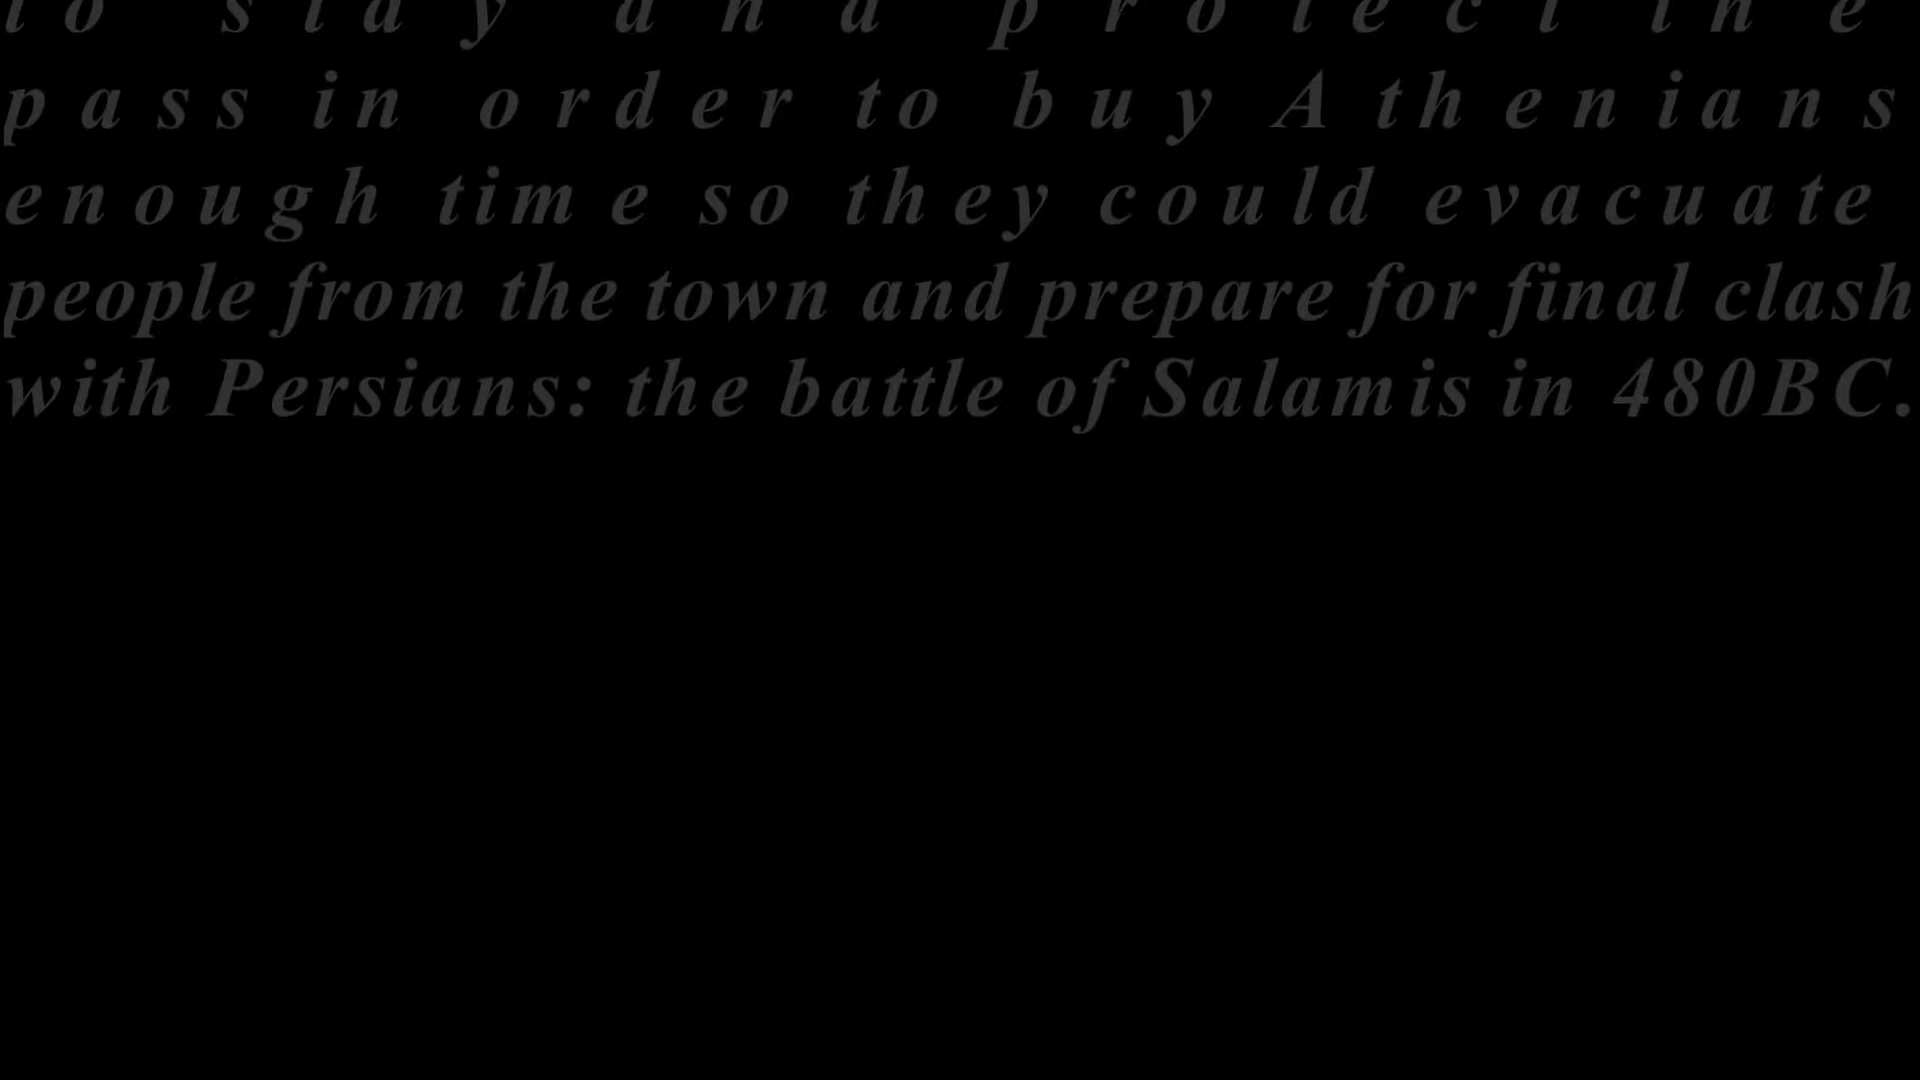 to stay and protect the
pass in order to buy Athenians
enough time so they could evacuate
people from the town and prepare for final clash
with Persians: the battle of Salamis in 480BC.